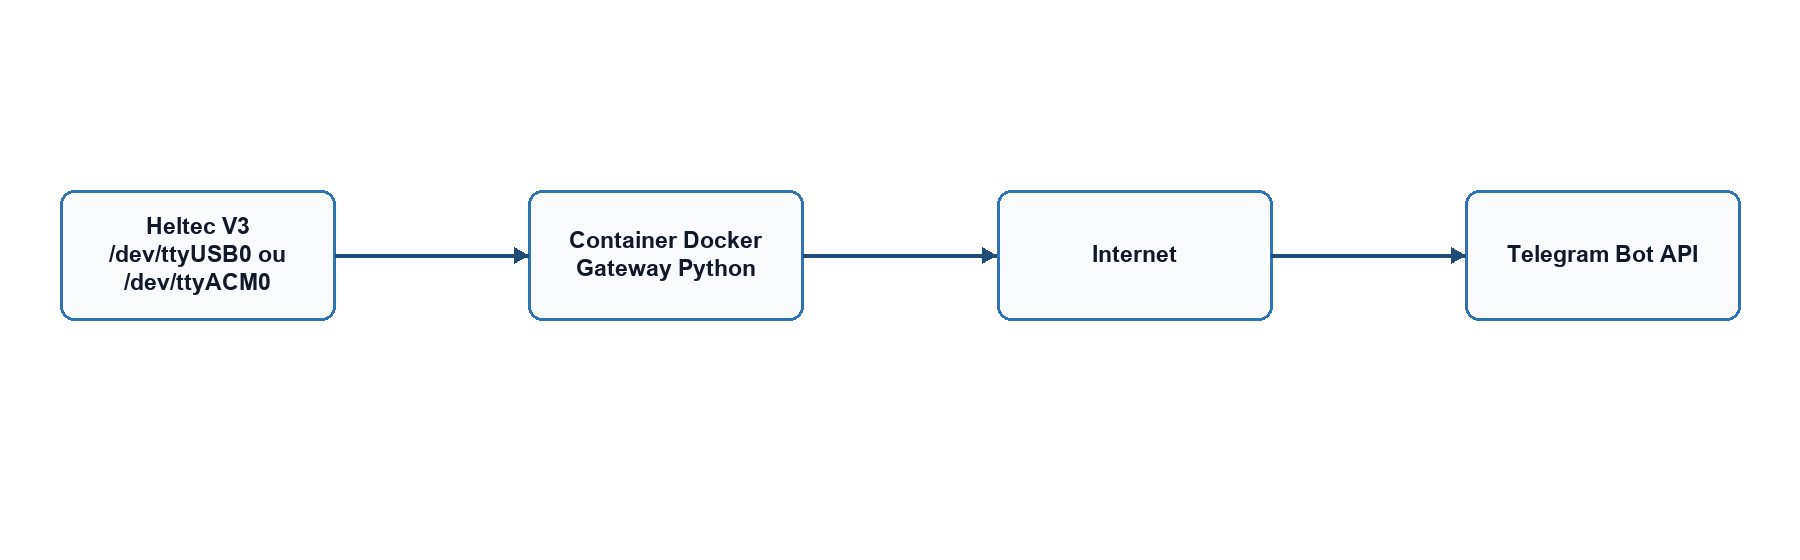 Heltec V3
/dev/ttyUSB0 ou
/dev/ttyACM0
Container Docker
Gateway Python
Internet
Telegram Bot API